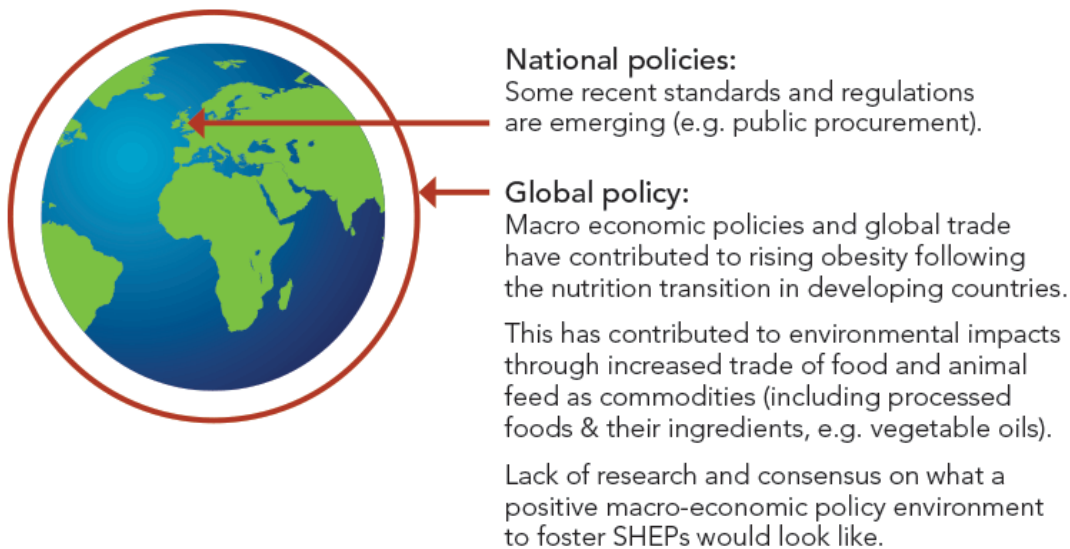 National policies:
Some recent standards and regulations
are emerging (e.g. public procurement).
Global policy:
Macro economic policies and global trade
have contributed to rising obesity following
the nutrition transition in developing countries.
This has contributed to environmental impacts
through increased trade of food and animal
feed as commodities (including processed
foods & their ingredients, e.g. vegetable oils).
Lack of research and consensus on what a
positive macro-economic policy environment
to foster SHEPs would look like.